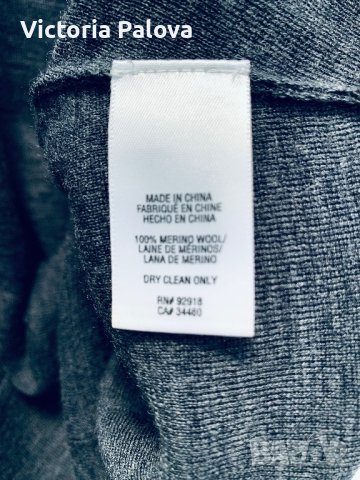 Victoria Palova
MADE IN CHINA
FABRIQUÉ EN CHINE
HECHO EN CHINA
100% MERINO WOOL/
LAINE DE MÉRINOS/
LANA DE MERINO
DRY CLEAN ONLY
RN# 92918
CA# 34480